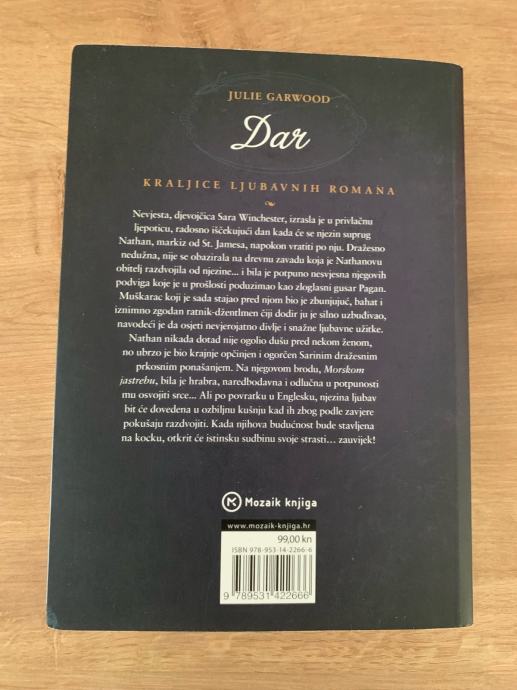 JULIE GARWOOD
Dar
KRALJICE LJUBAVNIH ROMANA
Nevjesta, djevojčica Sara Winchester, izrasla je u privlačnu
ljepoticu, radosno iščekujući dan kada će se njezin suprug
Nathan, markiz od St. Jamesa, napokon vratiti po nju. Dražesno
nedužna, nije se obazirala na drevnu zavadu koja je Nathanovu
obitelj razdvojila od njezine... i bila je potpuno nesvjesna njegovih
podviga koje je u prošlosti poduzimao kao zloglasni gusar Pagan.
Muškarac koji je sada stajao pred njom bio je zbunjujuć, bahat i
iznimno zgodan ratnik-džentlmen čiji dodir ju je silno uzbuđivao,
navodeći je da osjeti nevjerojatno divlje i snažne ljubavne užitke.
Nathan nikada dotad nije ogolio dušu pred nekom ženom,
no ubrzo je bio krajnje opčinjen i ogorčen Sarinim dražesnim
prkosnim ponašanjem. Na njegovom brodu, Morskom
jastrebu, bila je hrabra, naredbodavna i odlučna u potpunosti
mu osvojiti srce... Ali po povratku u Englesku, njezina ljubav
bit će dovedena u ozbiljnu kušnju kad ih zbog podle zavjere
pokušaju razdvojiti. Kada njihova budućnost bude stavljena
na kocku, otkrit će istinsku sudbinu svoje strasti... zauvijek!
Mozaik knjiga
www.mozaik-knjiga.hr
99,00 kn
ISBN 978-953-14-2266-6
9 789531 422666